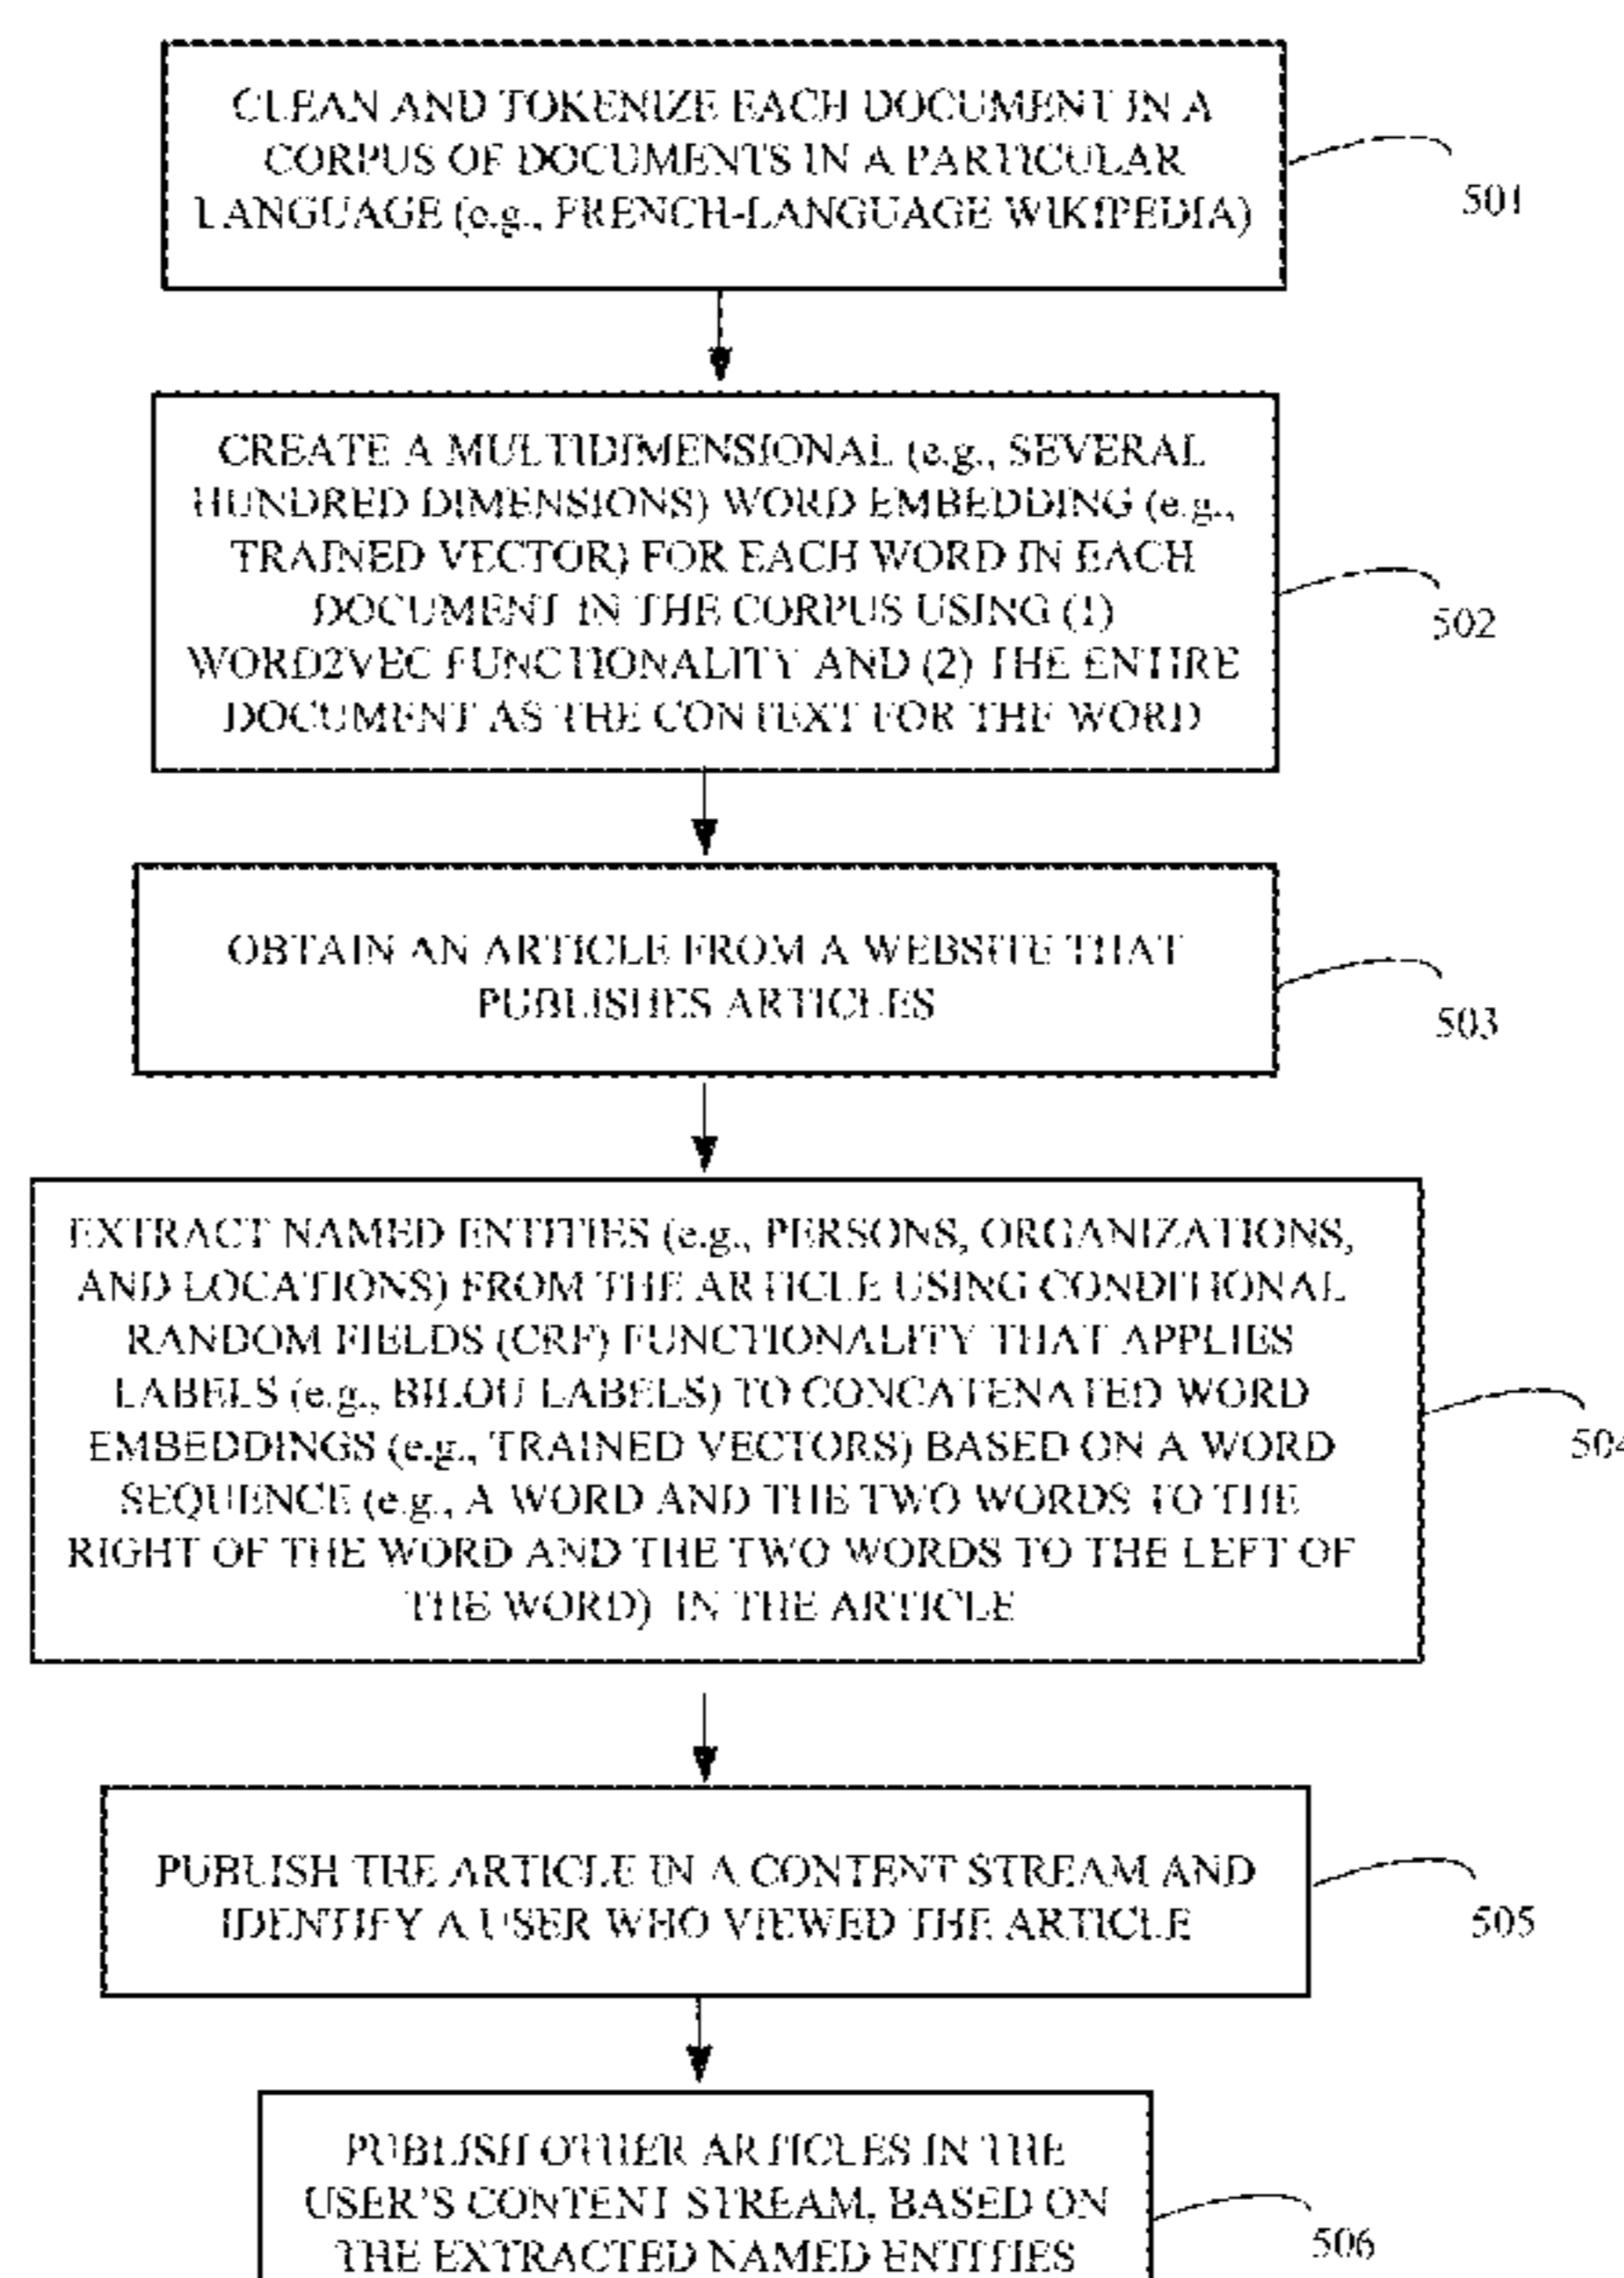 CLEAN AND TOKENIZE EACH DOCUMENT IN A
CORPUS OF DOCUMENTS IN A PARTICULAR
LANGUAGE (e.g., FRENCH-LANGUAGE WIKIPEDIA)
501
CREATE A MULTIDIMENSIONAL (e.g., SEVERAL
HUNDRED DIMENSIONS) WORD EMBEDDING (e.g.,
TRAINED VECTOR) FOR EACH WORD IN EACH
DOCUMENT IN THE CORPUS USING (1)
WORD2VEC FUNCTIONALITY AND (2) THE ENTIRE
DOCUMENT AS THE CONTEXT FOR THE WORD
502
OBTAIN AN ARTICLE FROM A WEBSITE THAT
PUBLISHES ARTICLES
503
EXTRACT NAMED ENTITIES (e.g., PERSONS, ORGANIZATIONS,
AND LOCATIONS) FROM THE ARTICLE USING CONDITIONAL
RANDOM FIELDS (CRF) FUNCTIONALITY THAT APPLIES
LABELS (e.g., BILOU LABELS) TO CONCATENATED WORD
EMBEDDINGS (e.g., TRAINED VECTORS) BASED ON A WORD
SEQUENCE (e.g., A WORD AND THE TWO WORDS TO THE
RIGHT OF THE WORD AND THE TWO WORDS TO THE LEFT OF
THE WORD) IN THE ARTICLE
504
PUBLISH THE ARTICLE IN A CONTENT STREAM AND
IDENTIFY A USER WHO VIEWED THE ARTICLE
505
PUBLISH OTHER ARTICLES IN THE
USER'S CONTENT STREAM, BASED ON
THE EXTRACTED NAMED ENTITIES
506